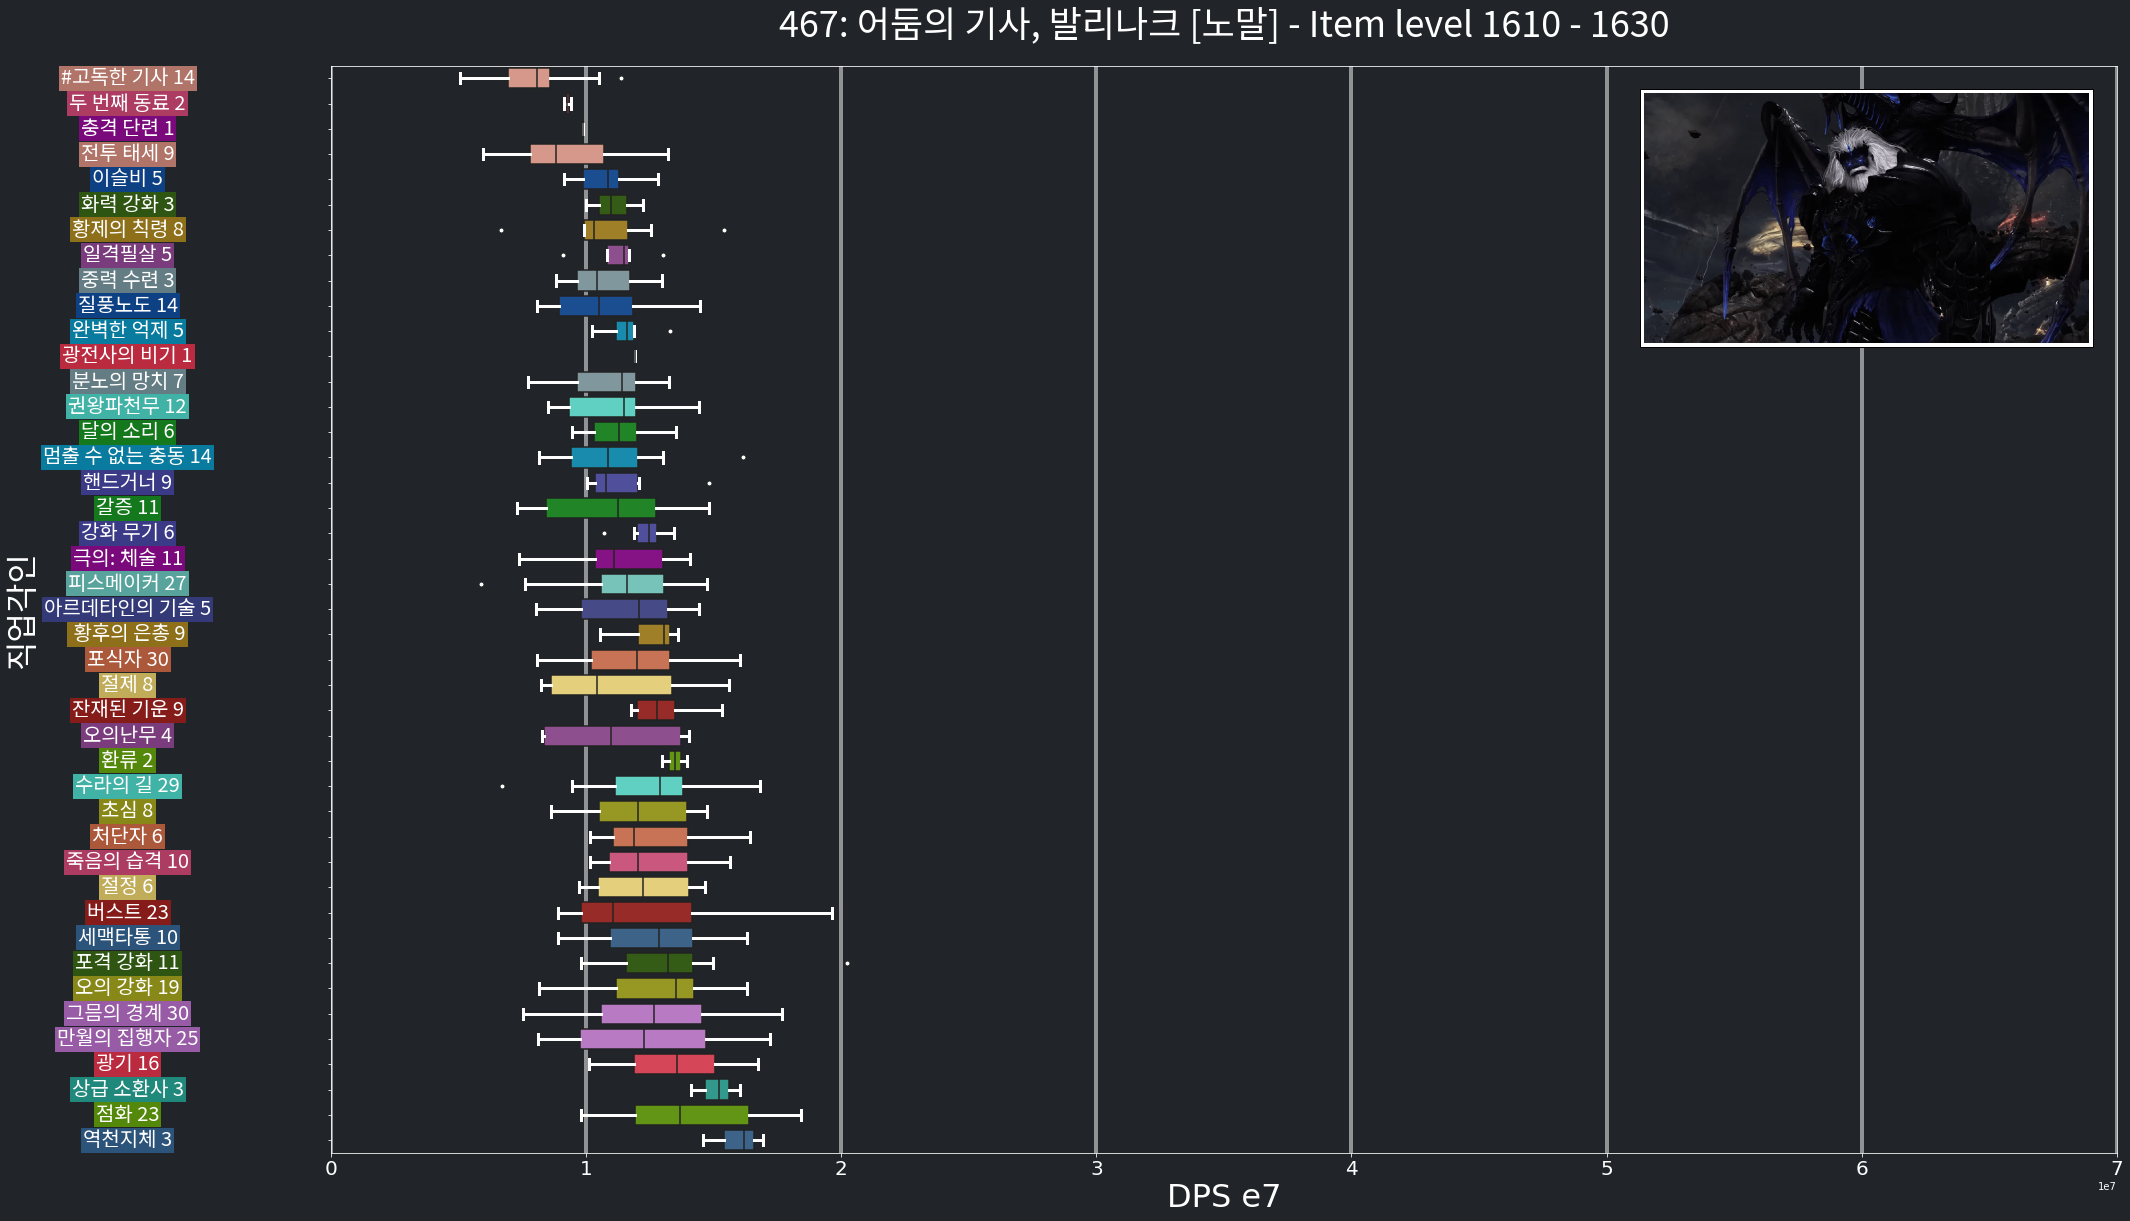 467: 어둠의 기사, 발리나크 [노말] - Item level 1610 - 1630
직업각인
#고독한 기사 14
두 번째 동료 2
충격 단련 1
전투 태세 9
이슬비 5
화력 강화 3
황제의 칙령 8
일격필살 5
중력 수련 3
질풍노도 14
완벽한 억제 5
광전사의 비기 1
분노의 망치 7
권왕파천무 12
달의 소리 6
멈출 수 없는 충동 14
핸드거너 9
갈증 11
강화 무기 6
극의: 체술 11
피스메이커 27
아르데타인의 기술 5
황후의 은총 9
포식자 30
절제 8
잔재된 기운 9
오의난무 4
환류 2
수라의 길 29
초심 8
처단자 6
죽음의 습격 10
절정 6
버스트 23
세맥타통 10
포격 강화 11
오의 강화 19
그믐의 경계 30
만월의 집행자 25
광기 16
상급 소환사 3
점화 23
역천지체 3
0 1 2 3 4 5 6 7
1e7
DPS e7